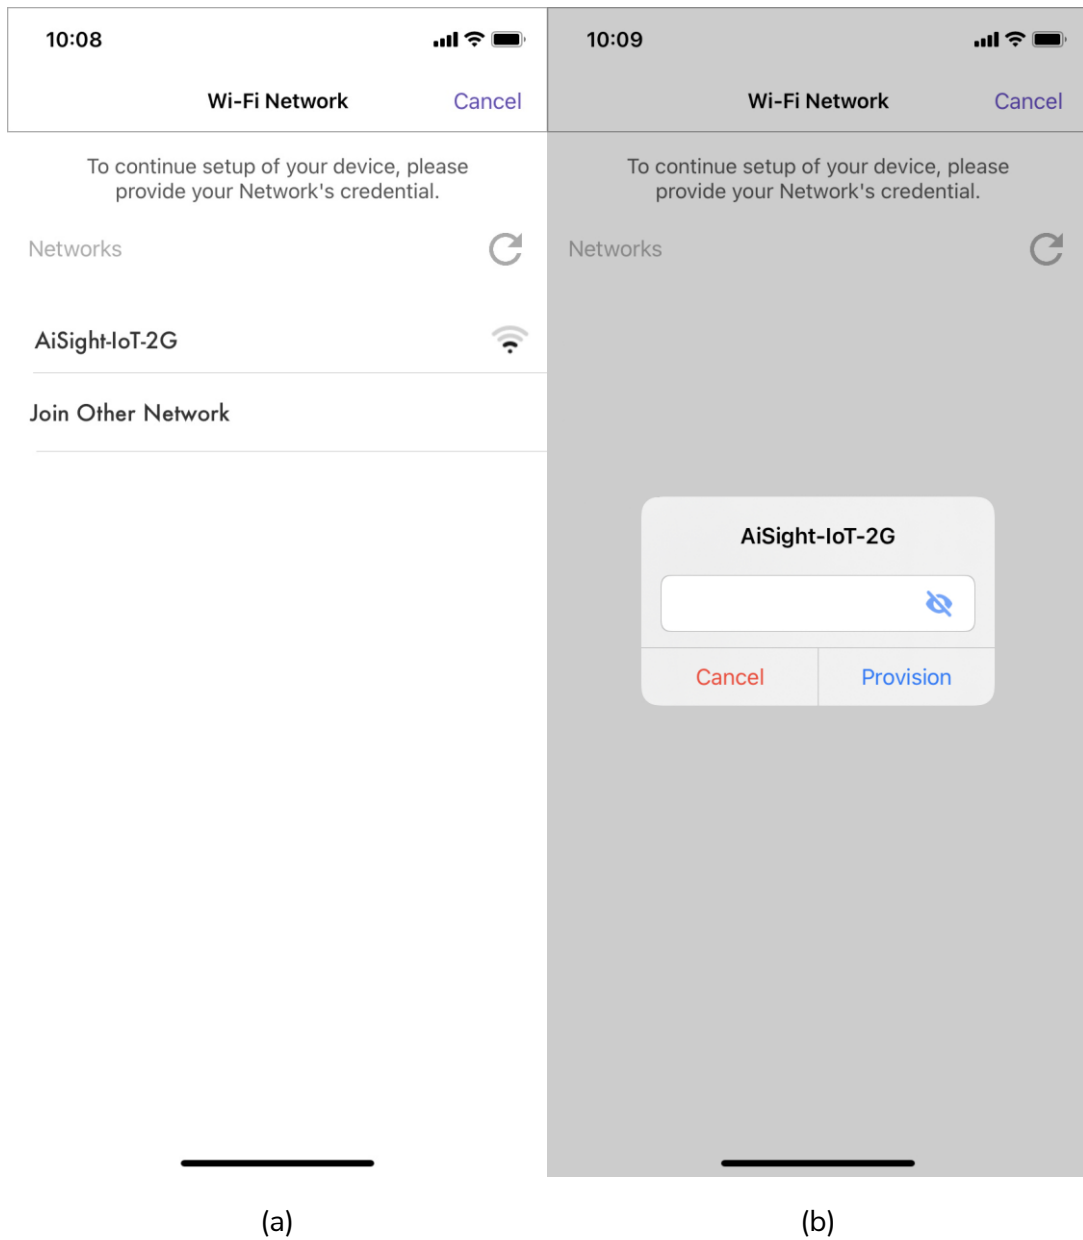 10:08
Wi-Fi Network
Cancel
To continue setup of your device, please
provide your Network's credential.
Networks
AiSight-IoT-2G
Join Other Network
(a)
10:09
Wi-Fi Network
Cancel
To continue setup of your device, please
provide your Network's credential.
Networks
AiSight-IoT-2G
Cancel
Provision
(b)